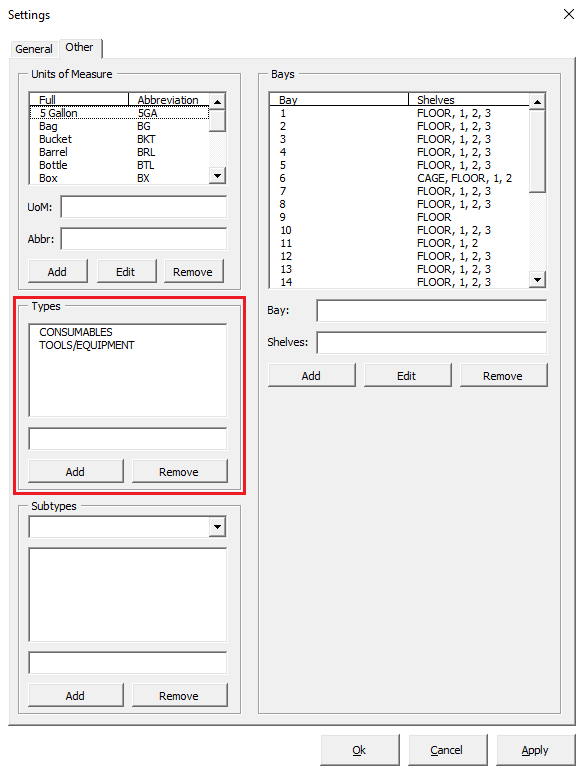 Settings
General Other
Units of Measure
Full Abbreviation
5 Gallon 5GA
Bag BG
Bucket BKT
Barrel BRL
Bottle BTL
Box BX
UoM:
Abbr:
Add Edit Remove
Types
CONSUMABLES
TOOLS/EQUIPMENT
Add Remove
Subtypes
Add Remove
Bays
Bay Shelves
1 FLOOR, 1, 2, 3
2 FLOOR, 1, 2, 3
3 FLOOR, 1, 2, 3
4 FLOOR, 1, 2, 3
5 FLOOR, 1, 2, 3
6 CAGE, FLOOR, 1, 2
7 FLOOR, 1, 2, 3
8 FLOOR, 1, 2, 3
9 FLOOR
10 FLOOR, 1, 2, 3
11 FLOOR, 1, 2
12 FLOOR, 1, 2, 3
13 FLOOR, 1, 2, 3
14 FLOOR, 1, 2, 3
Bay:
Shelves:
Add Edit Remove
Ok Cancel Apply